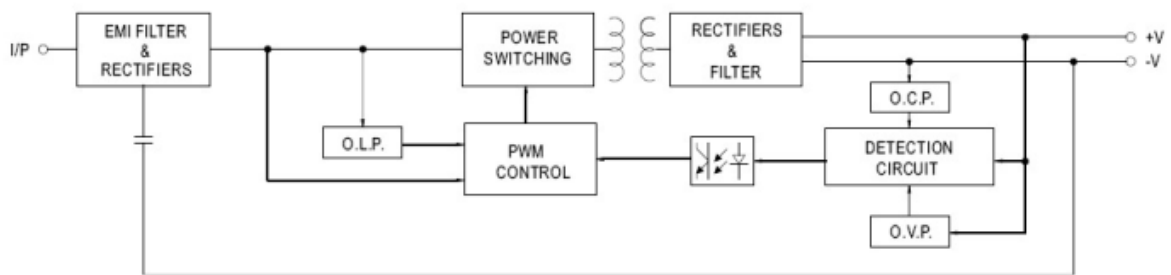 I/P
EMI FILTER
&
RECTIFIERS
POWER
SWITCHING
RECTIFIERS
&
FILTER
+V
-V
O.C.P.
O.L.P.
PWM
CONTROL
DETECTION
CIRCUIT
O.V.P.